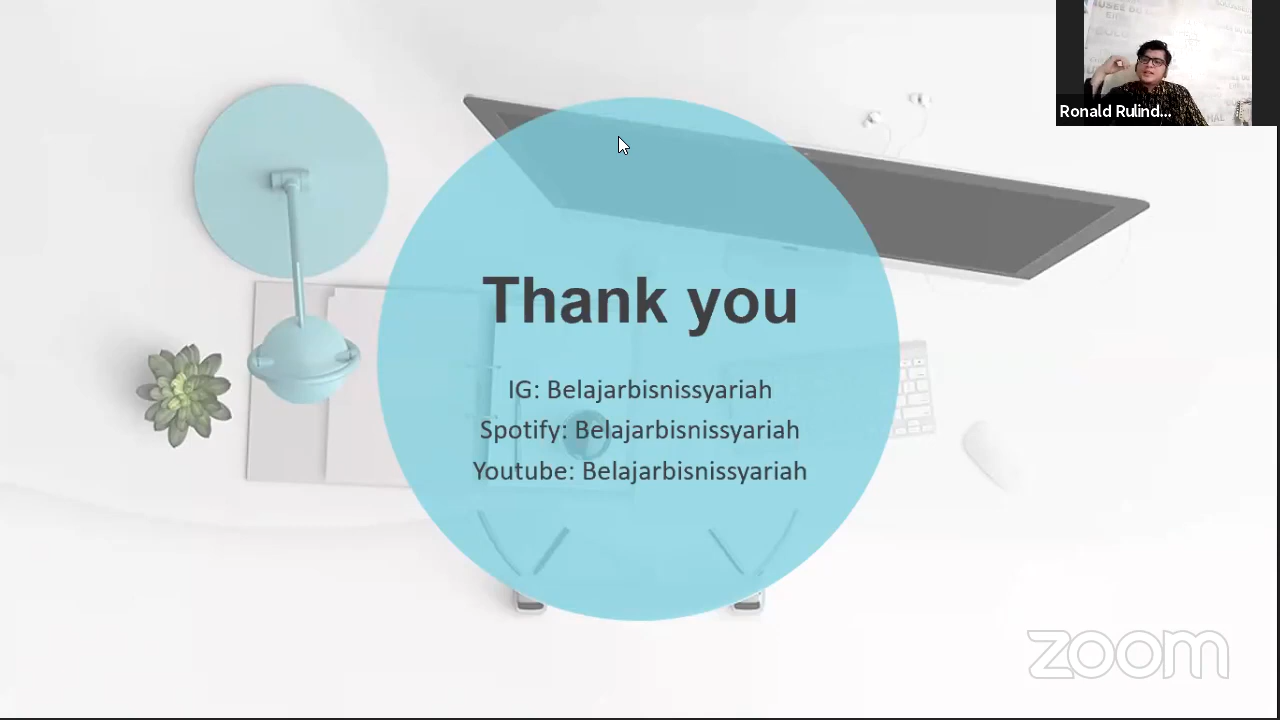 Ronald Rulind...
Thank you
IG: Belajarbisnissyariah
Spotify: Belajarbisnissyariah
Youtube: Belajarbisnissyariah
zoom